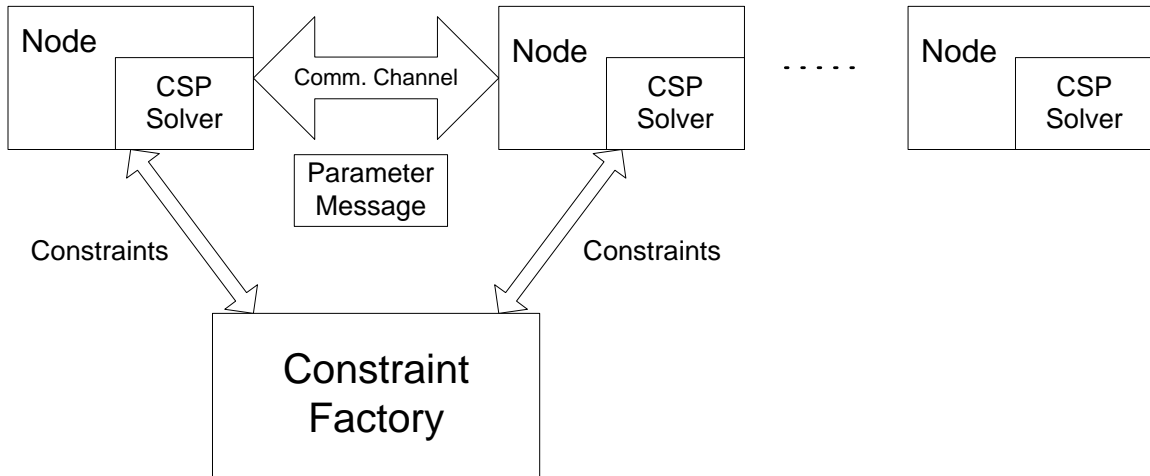 Node
CSP
Solver
Comm. Channel
Node
CSP
Solver
.....
Node
CSP
Solver
Parameter
Message
Constraints
Constraints
Constraint
Factory